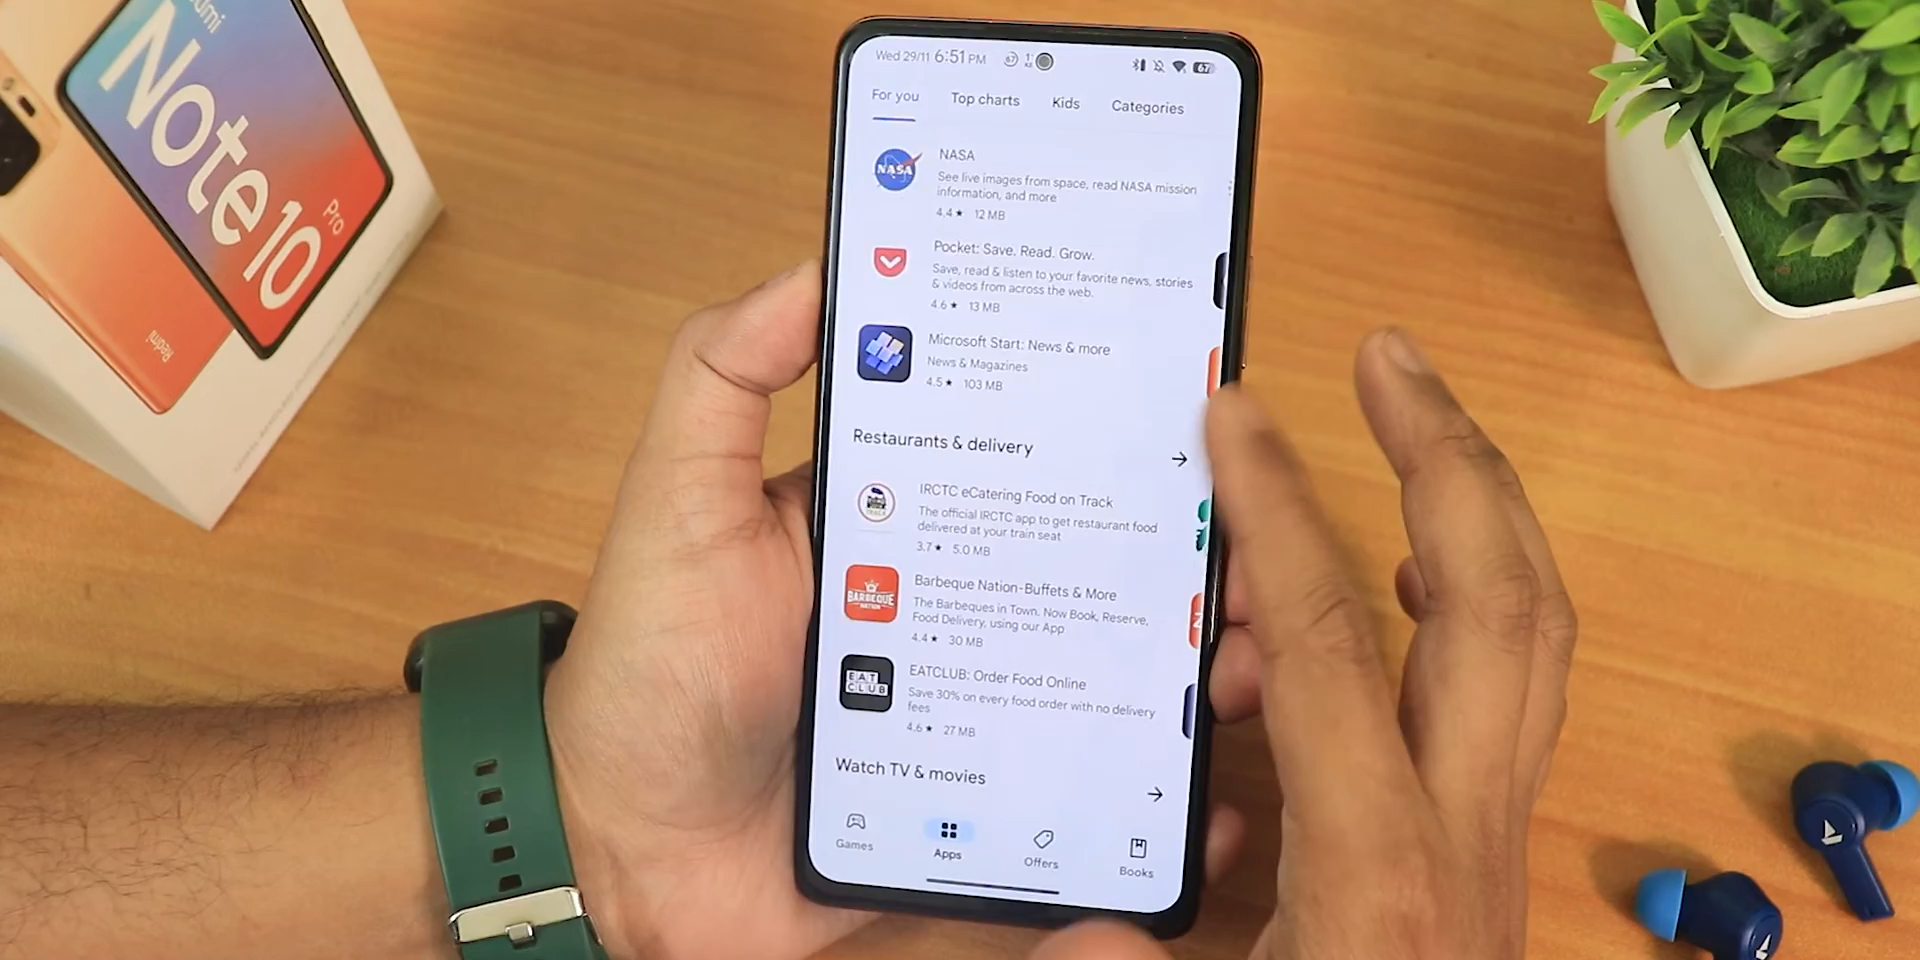 Note 10
Pro
Redmi
Wed 29/11 6:51 PM
67
For you
Top charts
Kids
Categories
NASA
NASA
See live images from space, read NASA mission
information, and more
4.4★ 12 MB
Pocket: Save. Read. Grow.
Save, read & listen to your favorite news, stories
& videos from across the web.
4.6★ 13 MB
Microsoft Start: News & more
News & Magazines
4.5★ 103 MB
Restaurants & delivery
IRCTC eCatering Food on Track
The official IRCTC app to get restaurant food
delivered at your train seat
3.7★ 5.0 MB
BARBEQUE
NATION
Barbeque Nation-Buffets & More
The Barbeques in Town. Now Book, Reserve,
Food Delivery, using our App
4.4★ 30 MB
EAT
CLUB
EATCLUB: Order Food Online
Save 30% on every food order with no delivery
fees
4.6★ 27 MB
Watch TV & movies
Games
Apps
Offers
Books